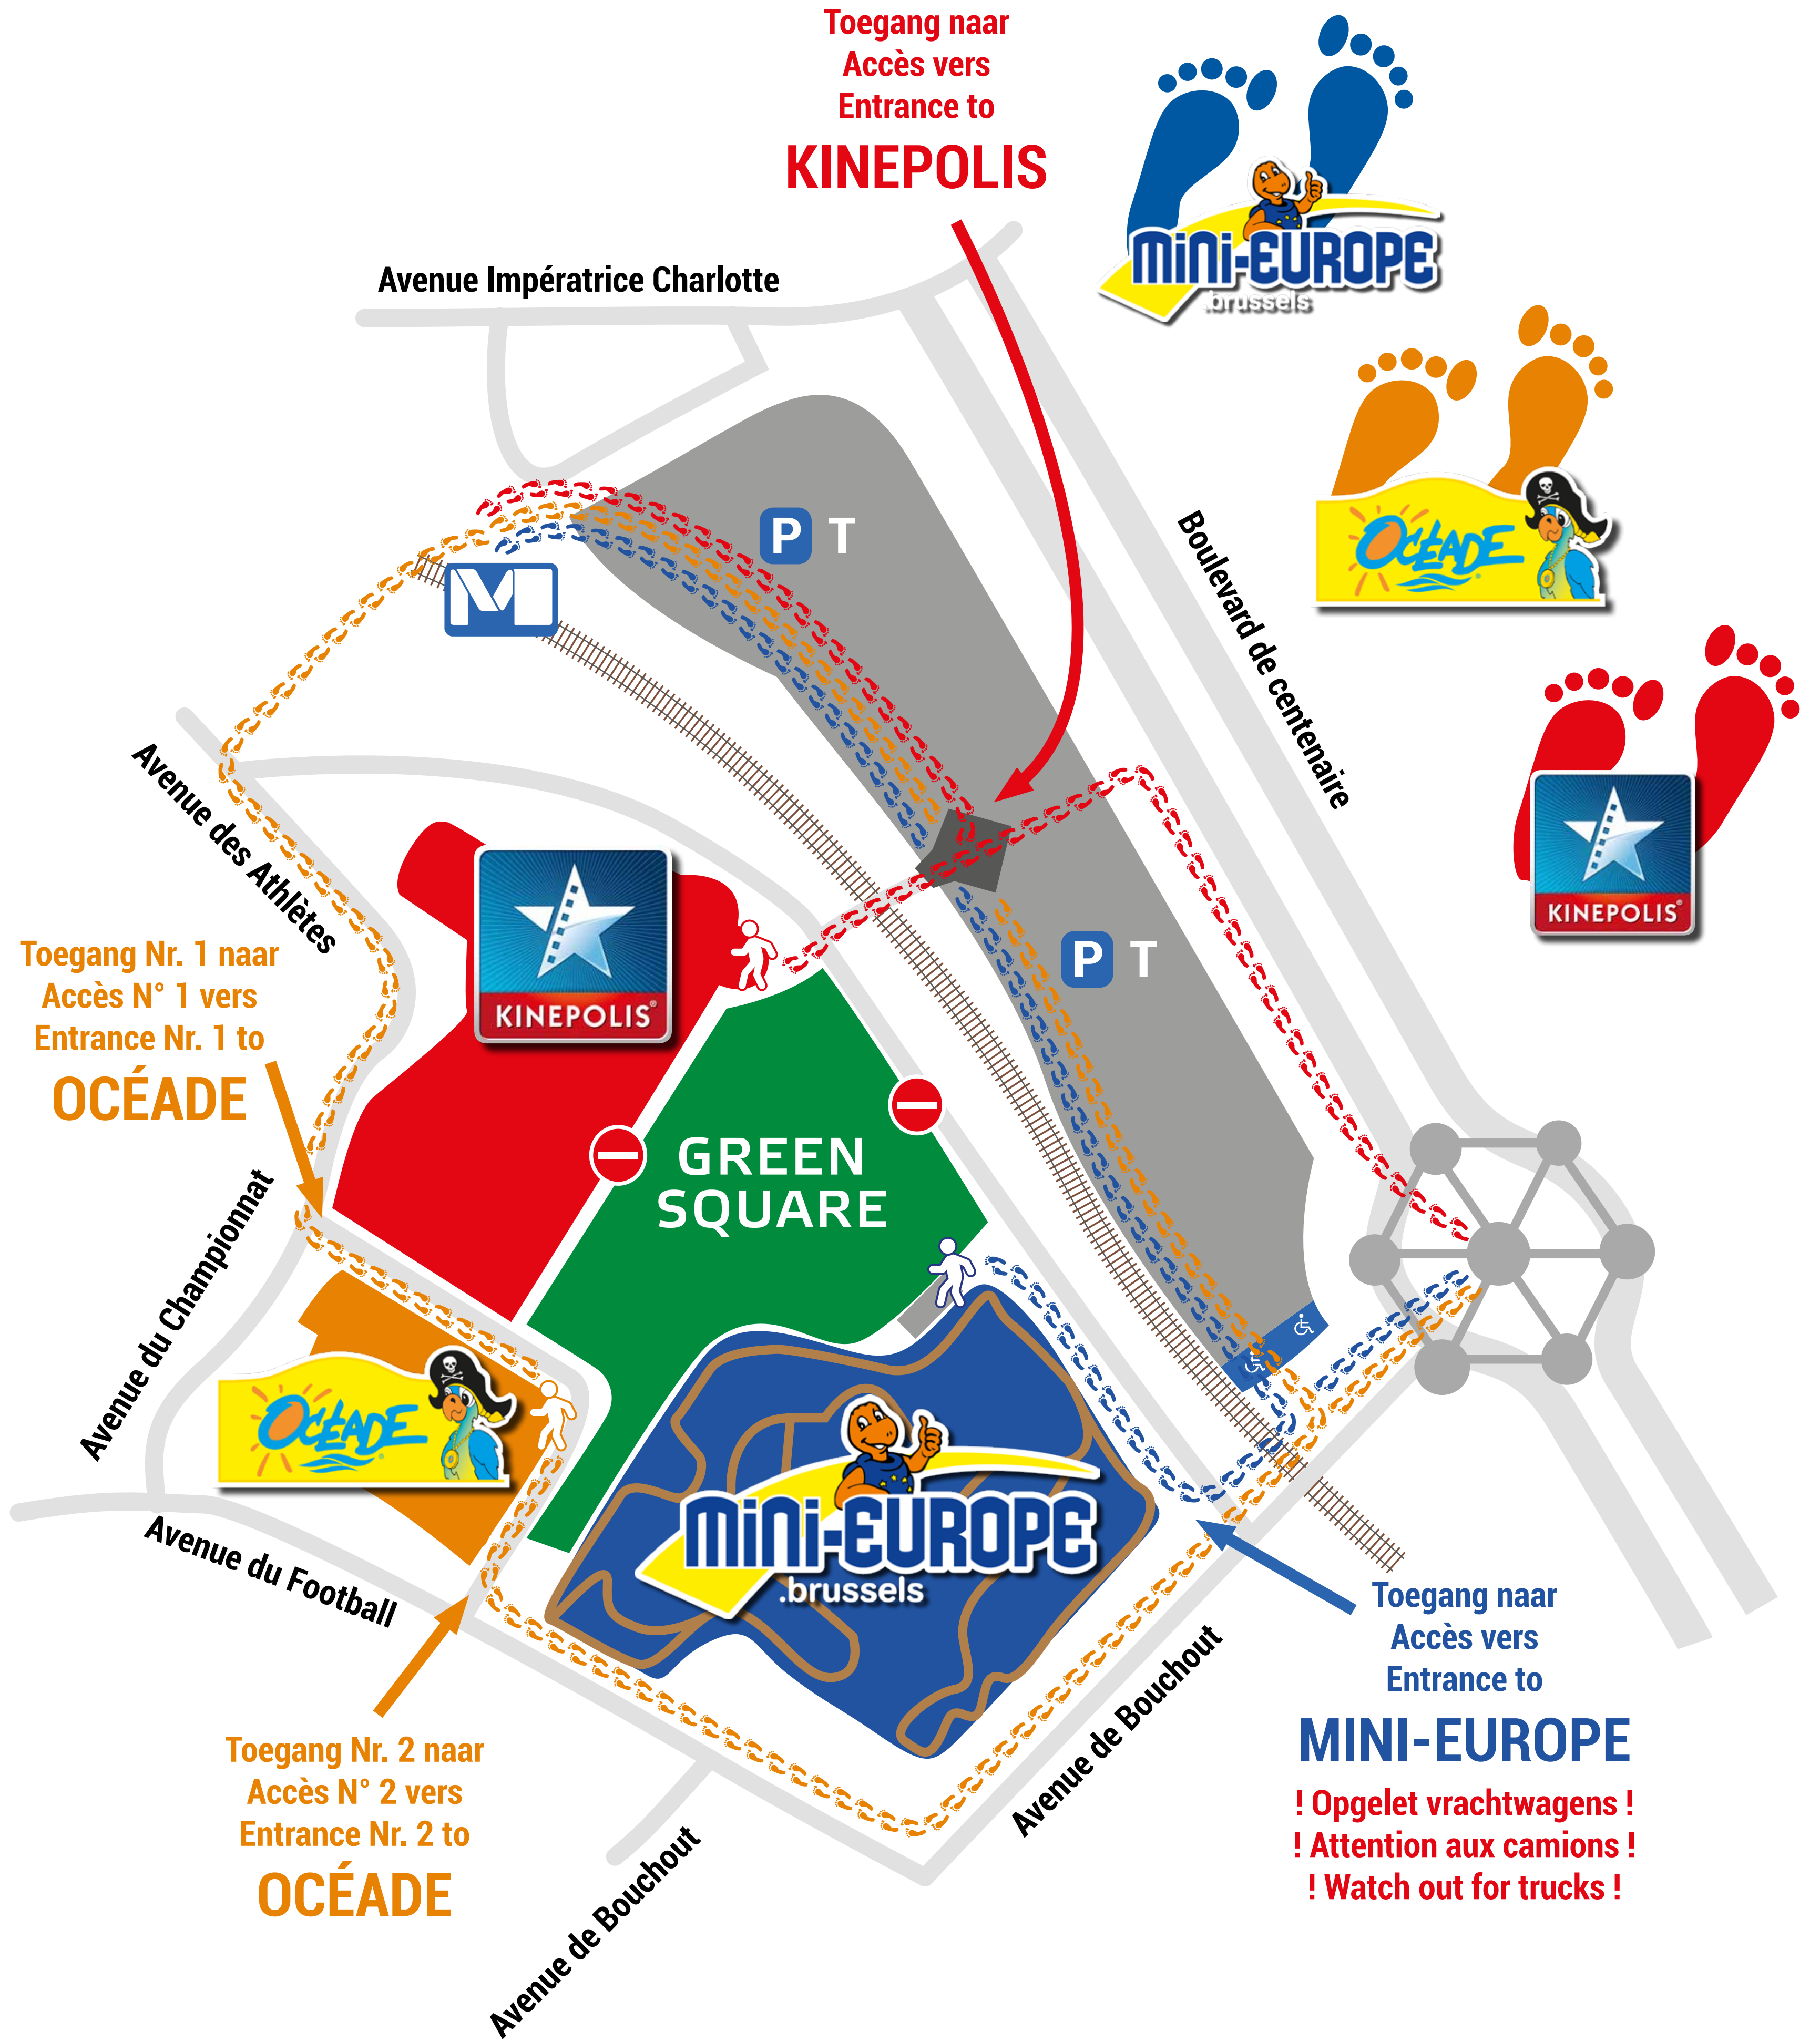 Toegang naar
Accès vers
Entrance to
KINEPOLIS
MINI-EUROPE
.brussels
Avenue Impératrice Charlotte
OCÉADE
P T
Boulevard de centenaire
M
KINEPOLIS®
Avenue des Athlètes
KINEPOLIS®
Toegang Nr. 1 naar
Accès N° 1 vers
Entrance Nr. 1 to
OCÉADE
P T
GREEN
SQUARE
Avenue du Championnat
OCÉADE
MINI-EUROPE
.brussels
Avenue du Football
Toegang naar
Accès vers
Entrance to
MINI-EUROPE
! Opgelet vrachtwagens !
! Attention aux camions !
! Watch out for trucks !
Avenue de Bouchout
Toegang Nr. 2 naar
Accès N° 2 vers
Entrance Nr. 2 to
OCÉADE
Avenue de Bouchout